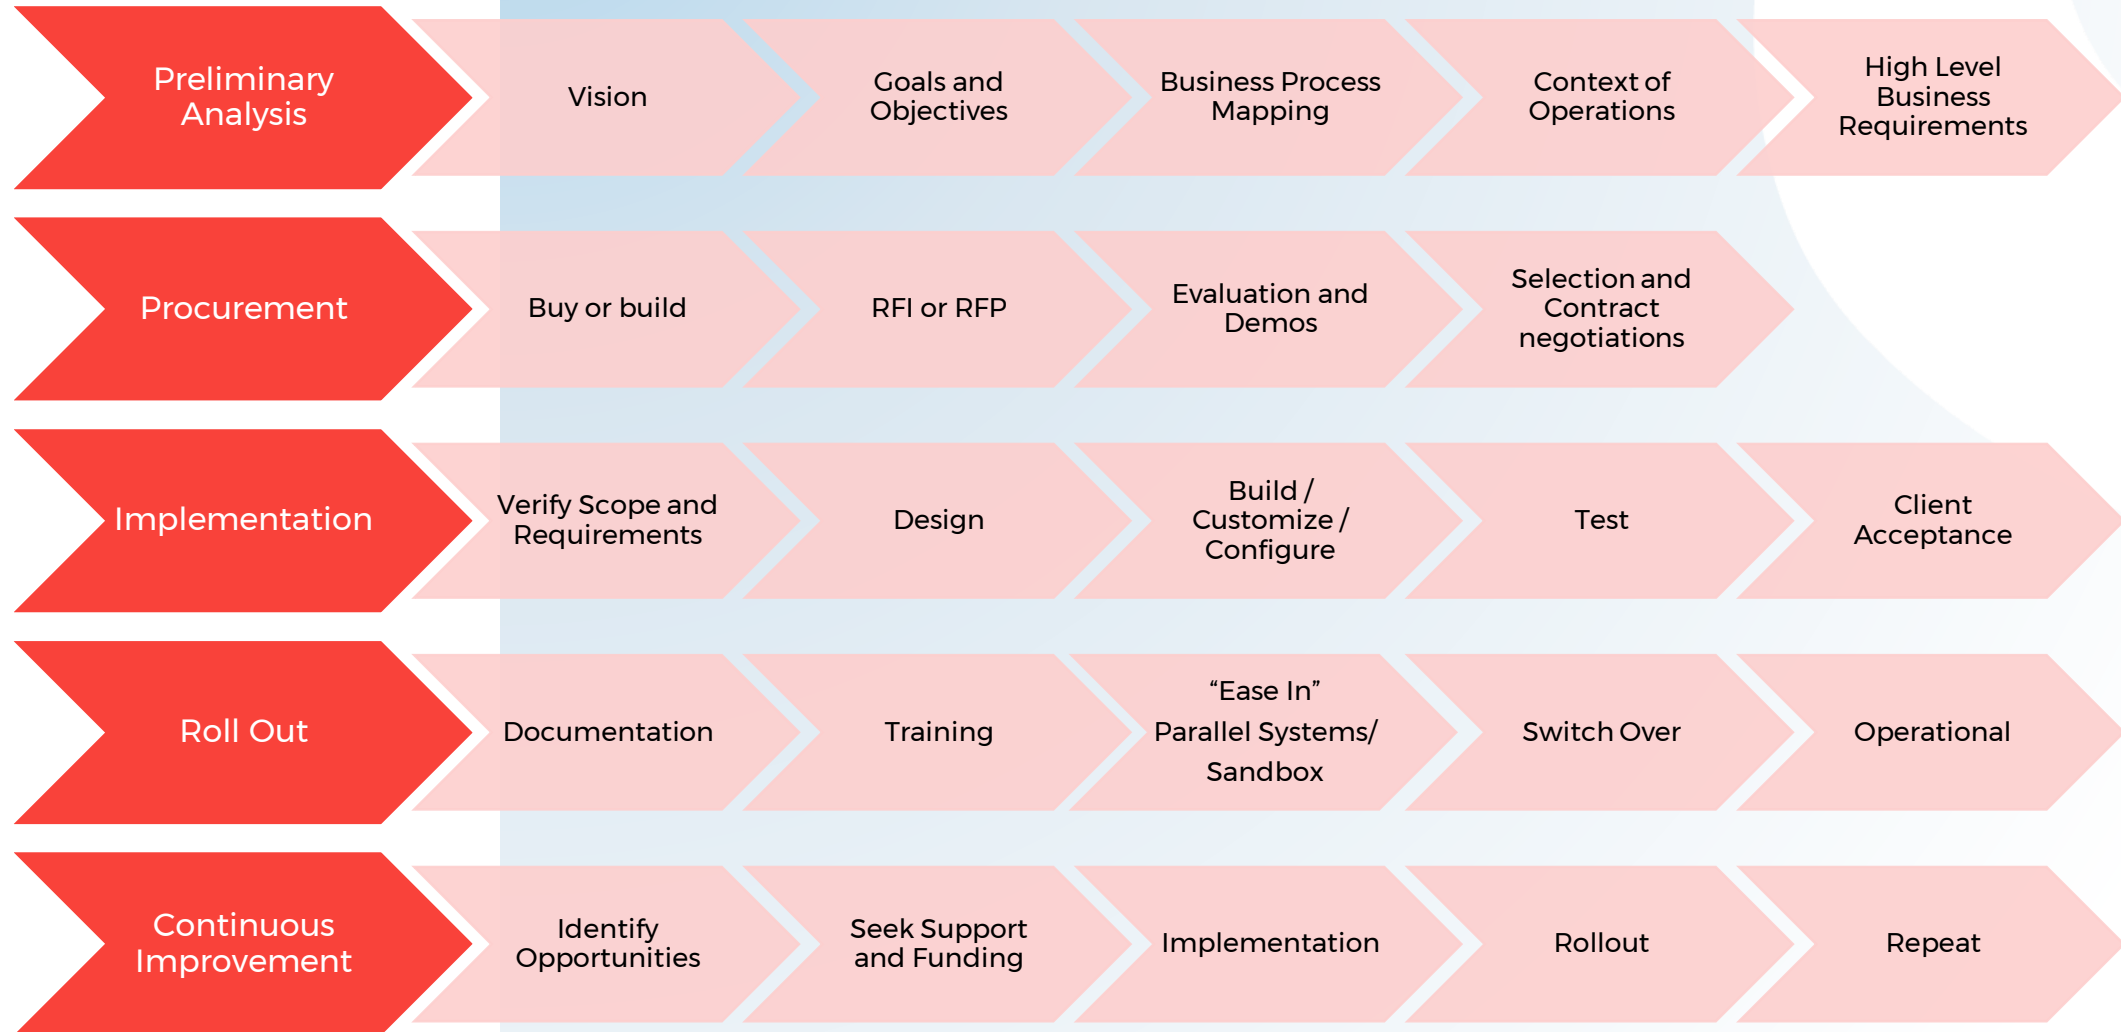 Preliminary
Analysis
Vision
Goals and
Objectives
Business Process
Mapping
Context of
Operations
High Level
Business
Requirements
Procurement
Buy or build
RFI or RFP
Evaluation and
Demos
Selection and
Contract
negotiations
Implementation
Verify Scope and
Requirements
Design
Build /
Customize /
Configure
Test
Client
Acceptance
Roll Out
Documentation
Training
“Ease In”
Parallel Systems/
Sandbox
Switch Over
Operational
Continuous
Improvement
Identify
Opportunities
Seek Support
and Funding
Implementation
Rollout
Repeat